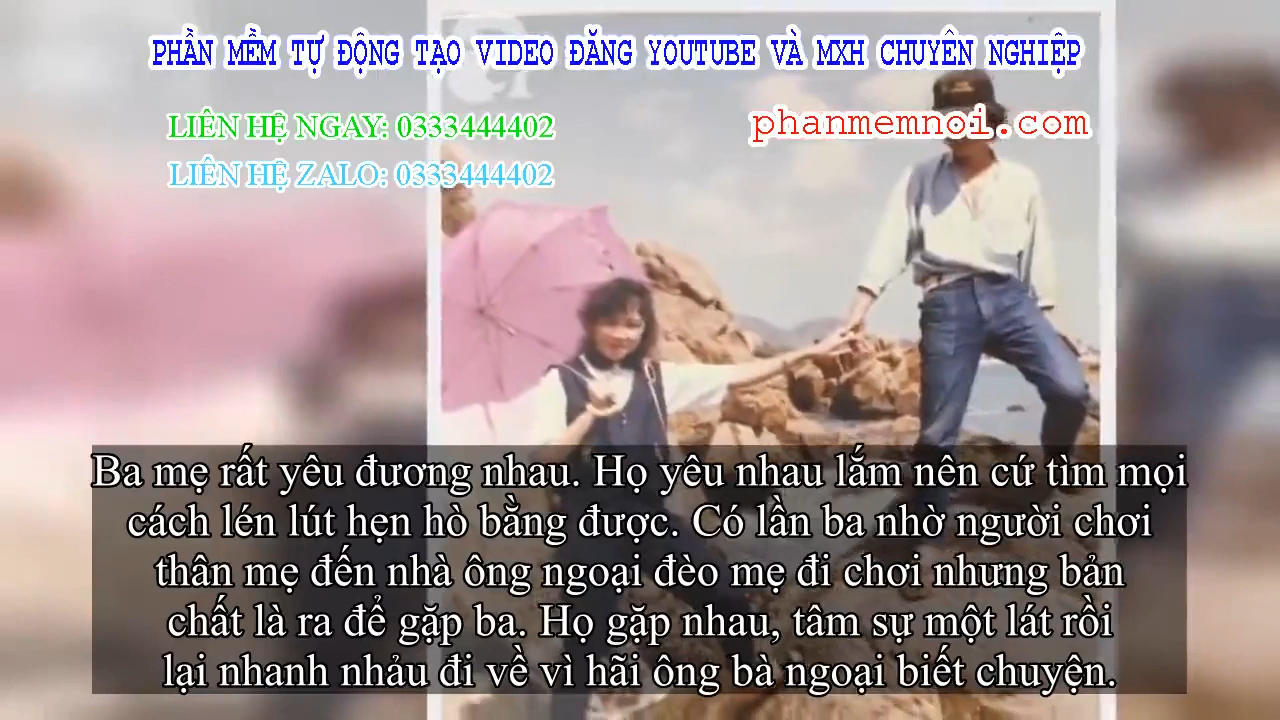 PHẦN MỀM TỰ ĐỘNG TẠO VIDEO ĐĂNG YOUTUBE VÀ MXH CHUYÊN NGHIỆP
LIÊN HỆ NGAY: 0333444402
phanmemnoi.com
LIÊN HỆ ZALO: 0333444402
Ba mẹ rất yêu đương nhau. Họ yêu nhau lắm nên cứ tìm mọi
cách lén lút hẹn hò bằng được. Có lần ba nhờ người chơi
thân mẹ đến nhà ông ngoại đèo mẹ đi chơi nhưng bản
chất là ra để gặp ba. Họ gặp nhau, tâm sự một lát rồi
lại nhanh nhảu đi về vì hãi ông bà ngoại biết chuyện.